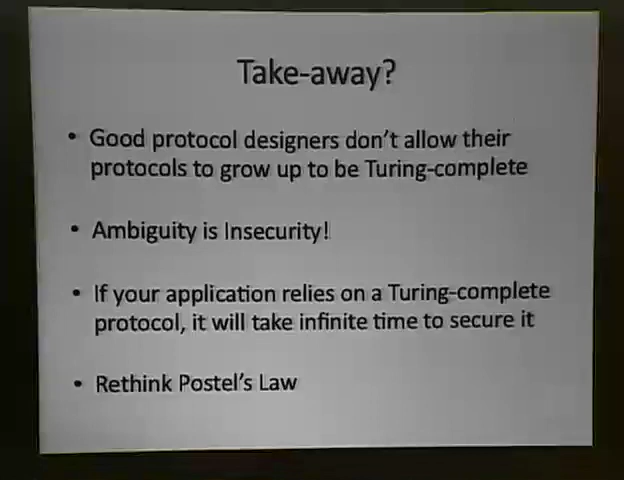 Take-away?
• Good protocol designers don't allow their
protocols to grow up to be Turing-complete
• Ambiguity is Insecurity!
• If your application relies on a Turing-complete
protocol, it will take infinite time to secure it
• Rethink Postel's Law